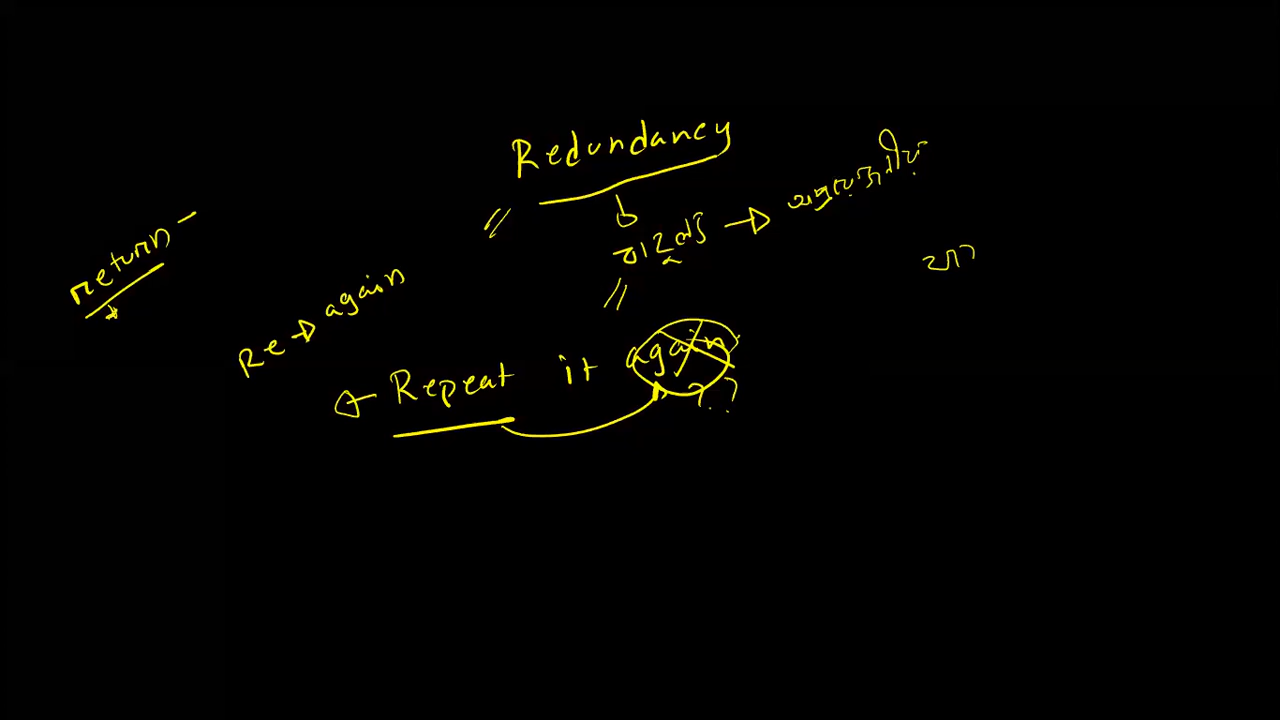 Redundancy
বাহুল্য →
return -
Re → again
← Repeat it again ??